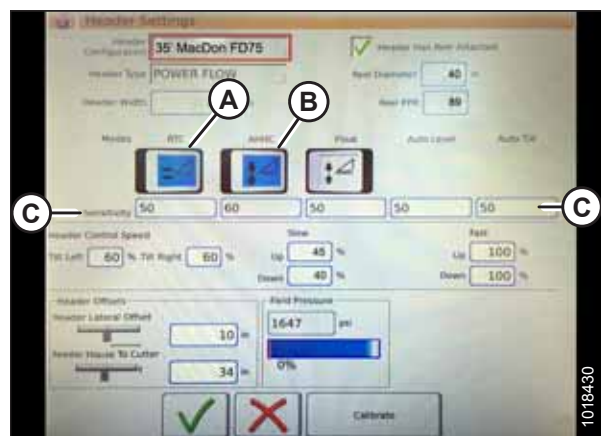 Header Settings
Header Configuration 35' MacDon FD75 Header Has Reel Attached
Header Type POWER FLOW Reel Diameter 40 in
Header Width Reel PPR 89
A B
Modes RTC AHHC Float Auto Level Auto Tilt
C Sensitivity 50 60 50 50 50 C
Header Control Speed Slow Fast
Tilt Left 60 % Tilt Right 60 % Up 45 % Up 100 %
Down 40 % Down 100 %
Header Offsets Field Pressure
Header Lateral Offset 10 in 1647 psi
Feeder House To Cutter 34 in 0%
Calibrate
1018430